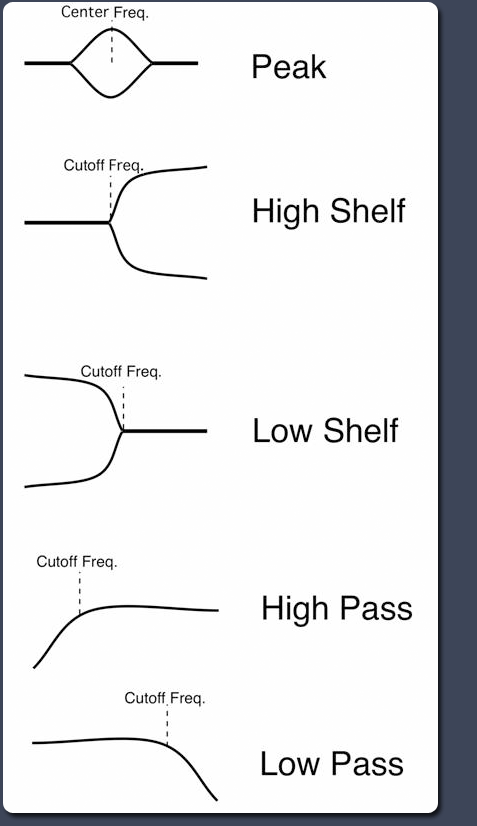 Center Freq.
Peak
Cutoff Freq.
High Shelf
Cutoff Freq.
Low Shelf
Cutoff Freq.
High Pass
Cutoff Freq.
Low Pass